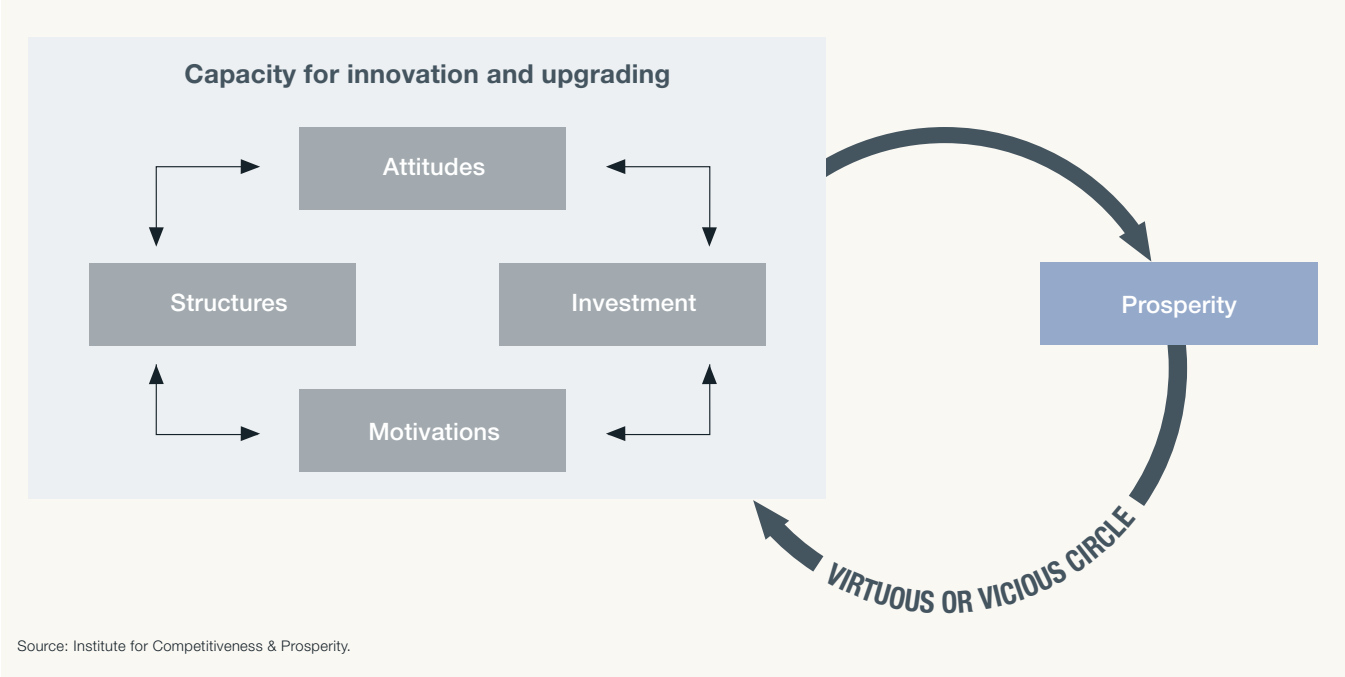 Capacity for innovation and upgrading
Attitudes
Structures
Investment
Prosperity
Motivations
VIRTUOUS OR VICIOUS CIRCLE
Source: Institute for Competitiveness & Prosperity.